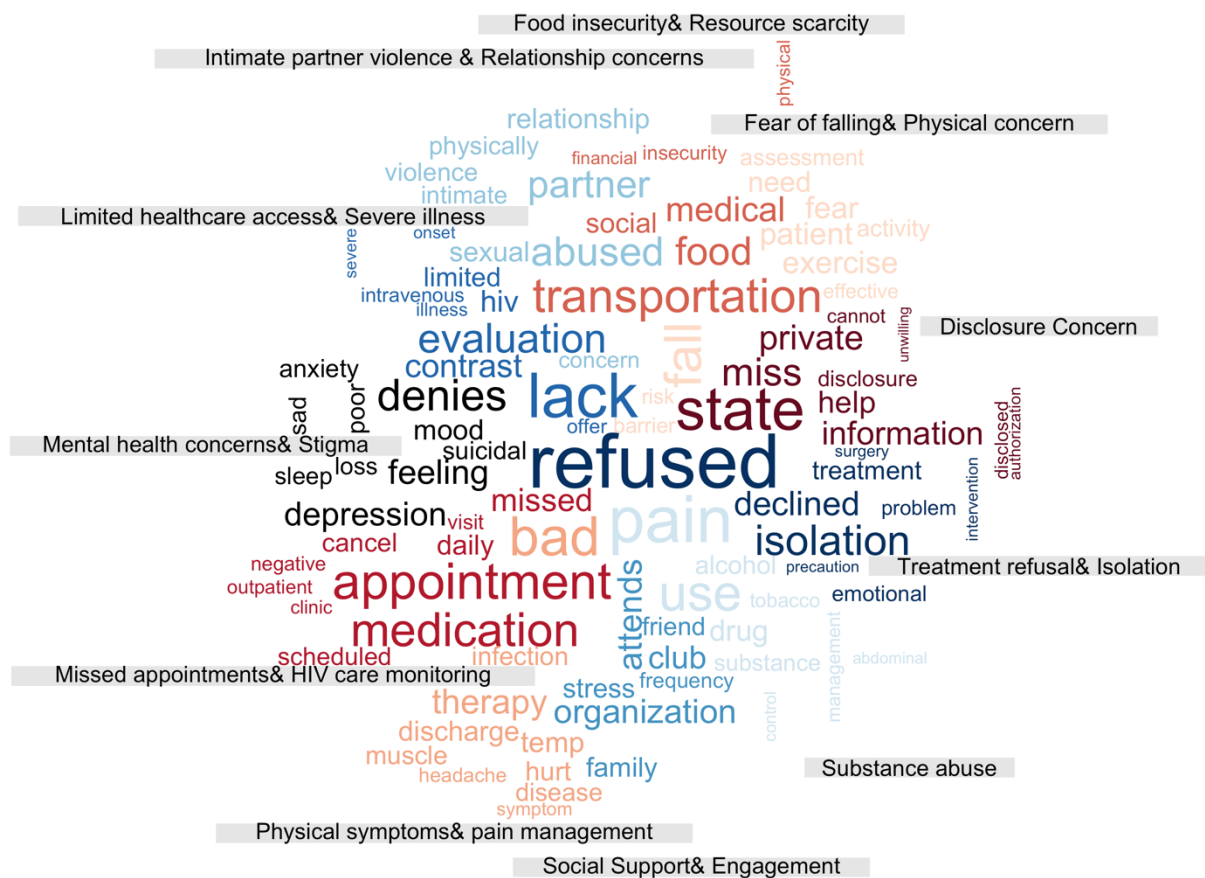 Food insecurity& Resource scarcity
Intimate partner violence & Relationship concerns
physical
relationship
Fear of falling& Physical concern
physically
financial
insecurity
assessment
violence
partner
need
intimate
medical
fear
Limited healthcare access& Severe illness
social
patient
activity
onset
severe
sexual
abused
food
exercise
limited
intravenous
hiv
transportation
effective
illness
cannot
unwilling
Disclosure Concern
evaluation
private
fall
concern
contrast
anxiety
miss
disclosure
denies
lack
risk
state
help
sad
poor
mood
offer
barrier
information
disclosed
authorization
Mental health concerns& Stigma
suicidal
refused
surgery
sleep
loss
feeling
treatment
intervention
missed
declined
problem
depression
visit
bad
pain
isolation
cancel
daily
negative
alcohol
precaution
Treatment refusal& Isolation
outpatient
appointment
attends
use
tobacco
emotional
clinic
medication
friend
drug
scheduled
infection
club
substance
management
abdominal
Missed appointments& HIV care monitoring
frequency
stress
therapy
organization
control
discharge
temp
muscle
headache
hurt
family
Substance abuse
disease
symptom
Physical symptoms& pain management
Social Support& Engagement